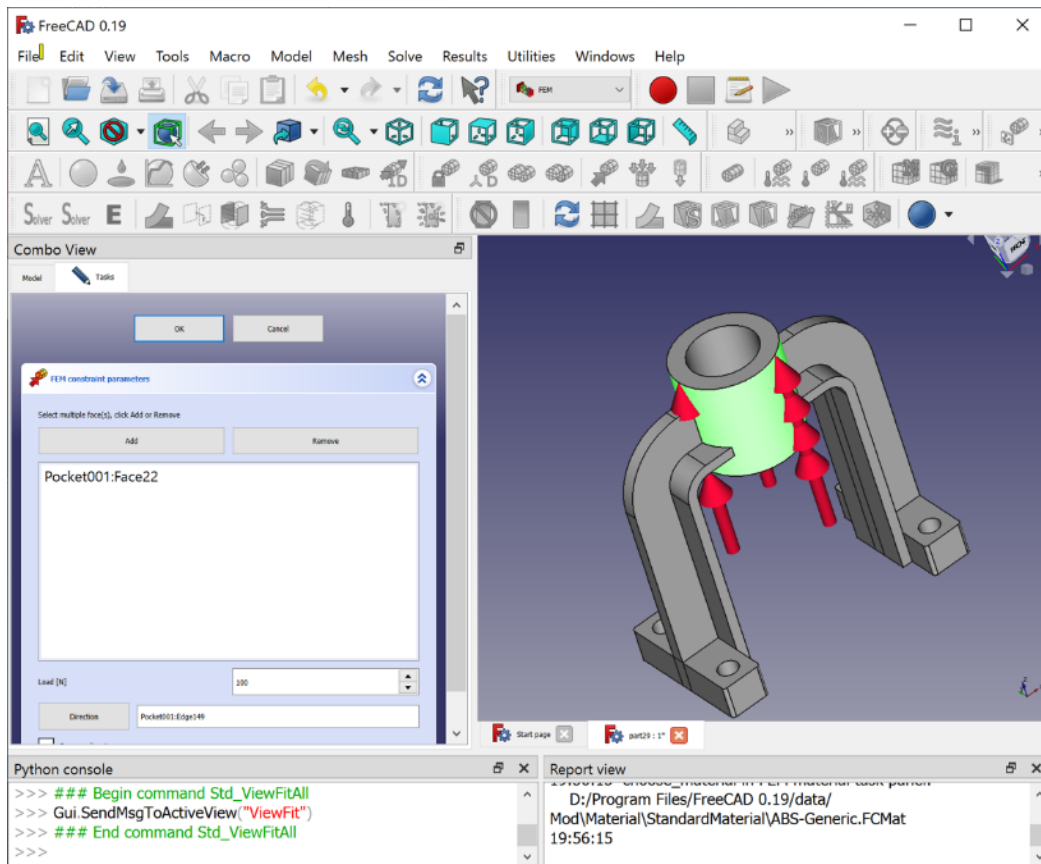 FreeCAD 0.19
File Edit View Tools Macro Model Mesh Solve Results Utilities Windows Help
FEM
Solver Solver E
Combo View
Model Tasks
OK Cancel
FEM constraint parameters
Select multiple face(s), click Add or Remove
Add Remove
Pocket001:Face22
Load [N] 100
Direction Pocket001:Edge149
Start page part29 : 1*
Python console
>>> ### Begin command Std_ViewFitAll
>>> Gui.SendMsgToActiveView("ViewFit")
>>> ### End command Std_ViewFitAll
>>>
Report view
D:/Program Files/FreeCAD 0.19/data/
Mod\Material\StandardMaterial\ABS-Generic.FCMat
19:56:15